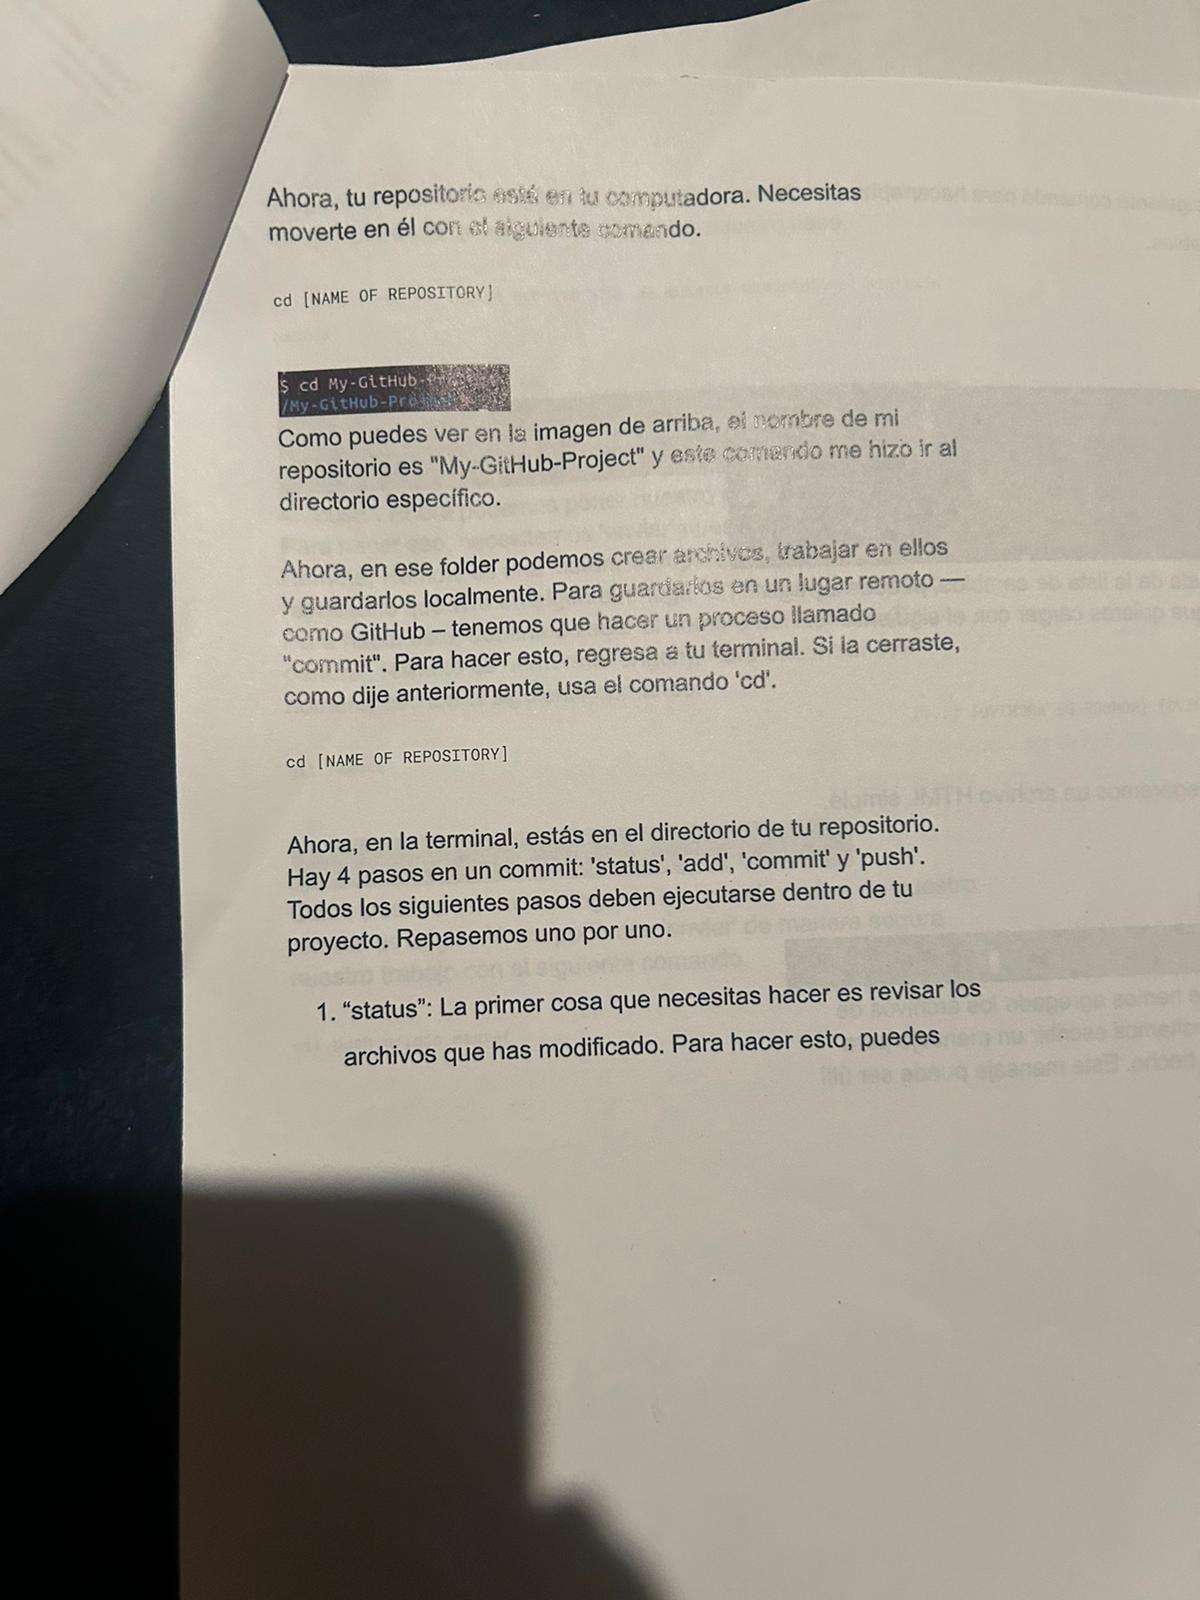 Ahora, tu repositorio está en tu computadora. Necesitas
moverte en él con el siguiente comando.
cd [NAME OF REPOSITORY]
$ cd My-GitHub-
/My-GitHub-Pro
Como puedes ver en la imagen de arriba, el nombre de mi
repositorio es "My-GitHub-Project" y este comando me hizo ir al
directorio específico.
Ahora, en ese folder podemos crear archivos, trabajar en ellos
y guardarlos localmente. Para guardarlos en un lugar remoto —
como GitHub – tenemos que hacer un proceso llamado
"commit". Para hacer esto, regresa a tu terminal. Si la cerraste,
como dije anteriormente, usa el comando 'cd'.
cd [NAME OF REPOSITORY]
Ahora, en la terminal, estás en el directorio de tu repositorio.
Hay 4 pasos en un commit: 'status', 'add', 'commit' y 'push'.
Todos los siguientes pasos deben ejecutarse dentro de tu
proyecto. Repasemos uno por uno.
1. “status”: La primer cosa que necesitas hacer es revisar los
archivos que has modificado. Para hacer esto, puedes